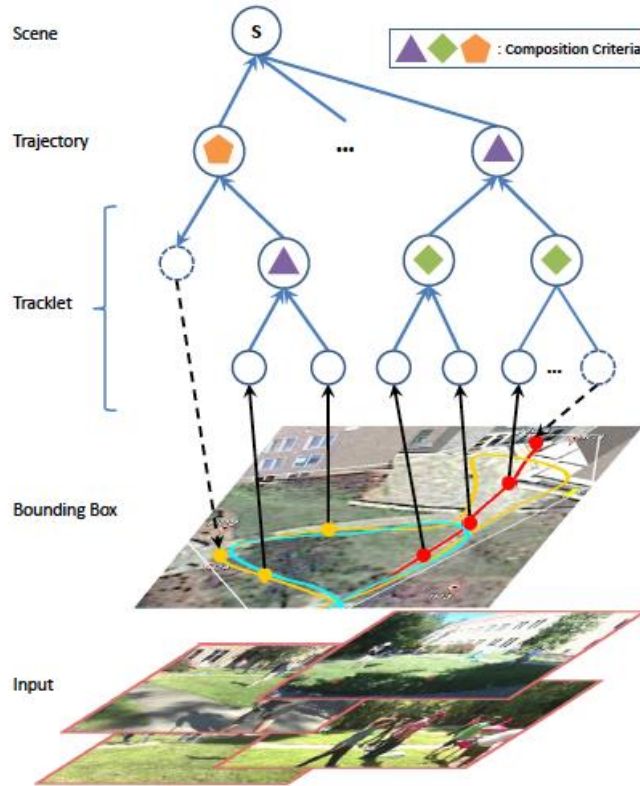 Scene
S
: Composition Criteria
Trajectory
...
Tracklet
...
Bounding Box
Input